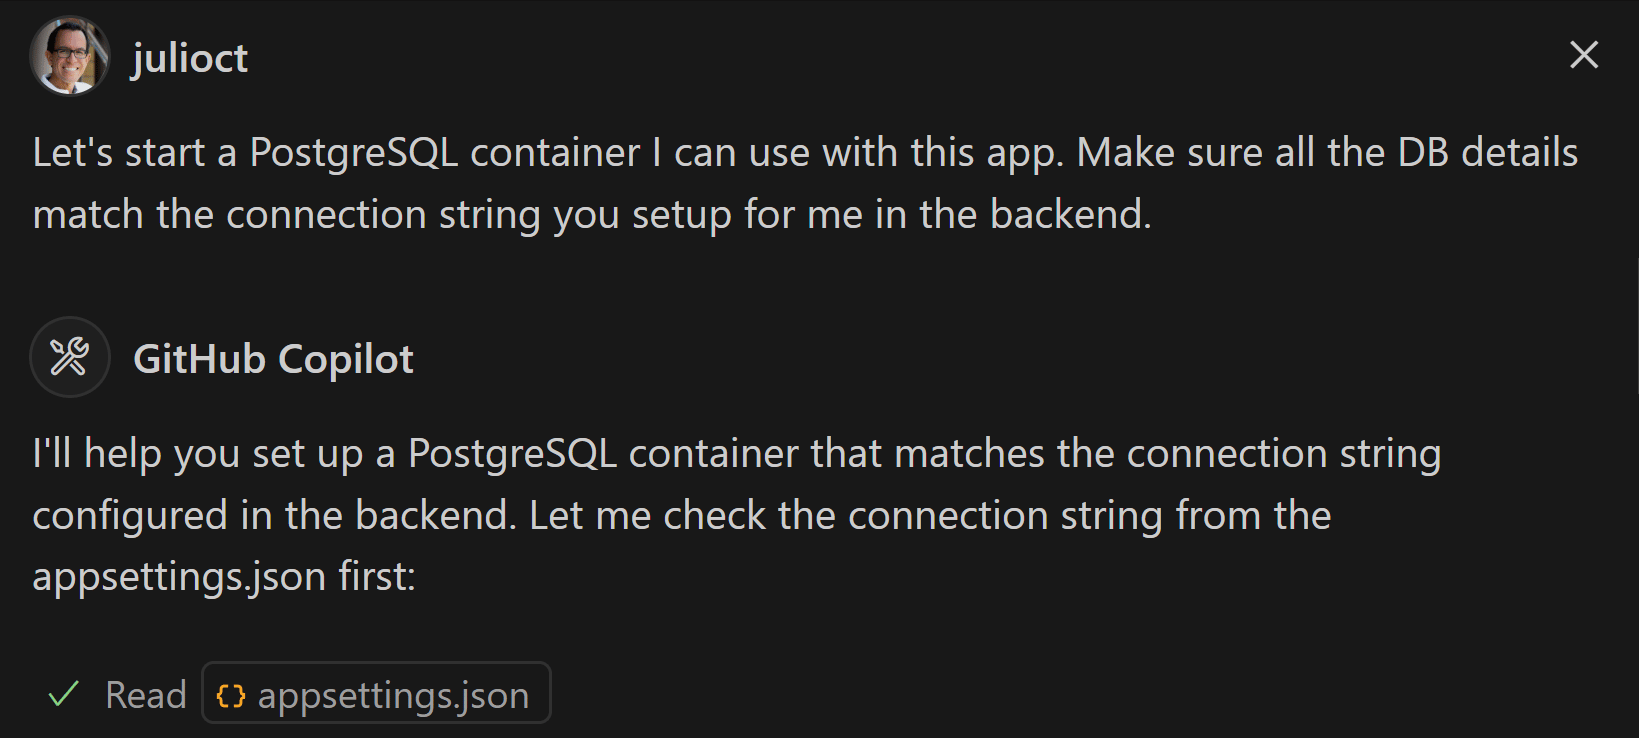 julioct
Let's start a PostgreSQL container I can use with this app. Make sure all the DB details
match the connection string you setup for me in the backend.
GitHub Copilot
I'll help you set up a PostgreSQL container that matches the connection string
configured in the backend. Let me check the connection string from the
appsettings.json first:
Read {} appsettings.json